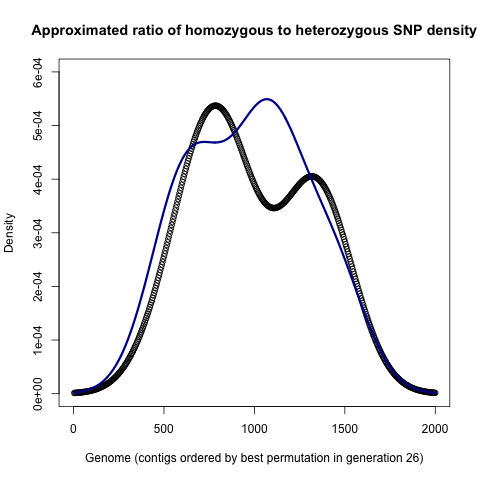 Approximated ratio of homozygous to heterozygous SNP density
6e-04
5e-04
4e-04
3e-04
2e-04
1e-04
0e+00
Density
0 500 1000 1500 2000
Genome (contigs ordered by best permutation in generation 26)